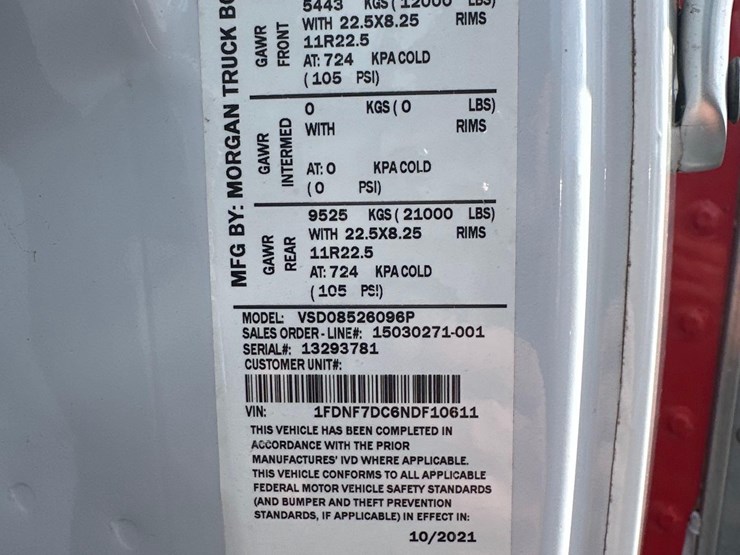 MFG BY: MORGAN TRUCK
GAWR
FRONT
5443 KGS ( 12000 LBS)
WITH 22.5X8.25 RIMS
11R22.5
AT: 724 KPA COLD
( 105 PSI)
GAWR
INTERMED
0 KGS ( 0 LBS)
WITH RIMS
AT: 0 KPA COLD
( 0 PSI)
GAWR
REAR
9525 KGS ( 21000 LBS)
WITH 22.5X8.25 RIMS
11R22.5
AT: 724 KPA COLD
( 105 PSI)
MODEL: VSD08526096P
SALES ORDER - LINE#: 15030271-001
SERIAL#: 13293781
CUSTOMER UNIT#:
VIN: 1FDNF7DC6NDF10611
THIS VEHICLE HAS BEEN COMPLETED IN
ACCORDANCE WITH THE PRIOR
MANUFACTURES' IVD WHERE APPLICABLE.
THIS VEHICLE CONFORMS TO ALL APPLICABLE
FEDERAL MOTOR VEHICLE SAFETY STANDARDS
(AND BUMPER AND THEFT PREVENTION
STANDARDS, IF APPLICABLE) IN EFFECT IN:
10/2021